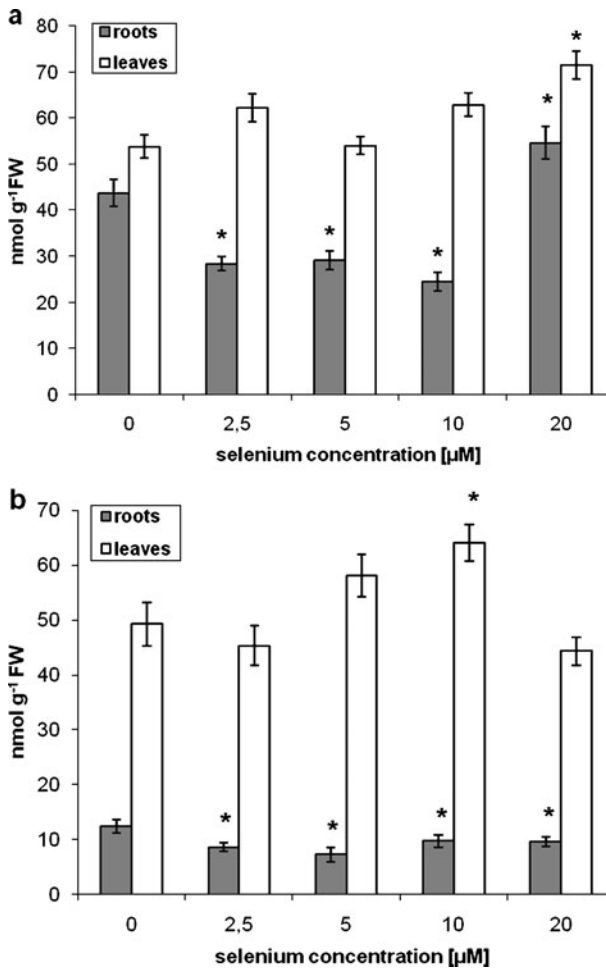 a
roots
leaves
nmol g⁻¹FW
80
70
60
50
40
30
20
10
0
* * * * *
0 2,5 5 10 20
selenium concentration [µM]
b
roots
leaves
nmol g⁻¹ FW
70
60
50
40
30
20
10
0
* * * * *
0 2,5 5 10 20
selenium concentration [µM]